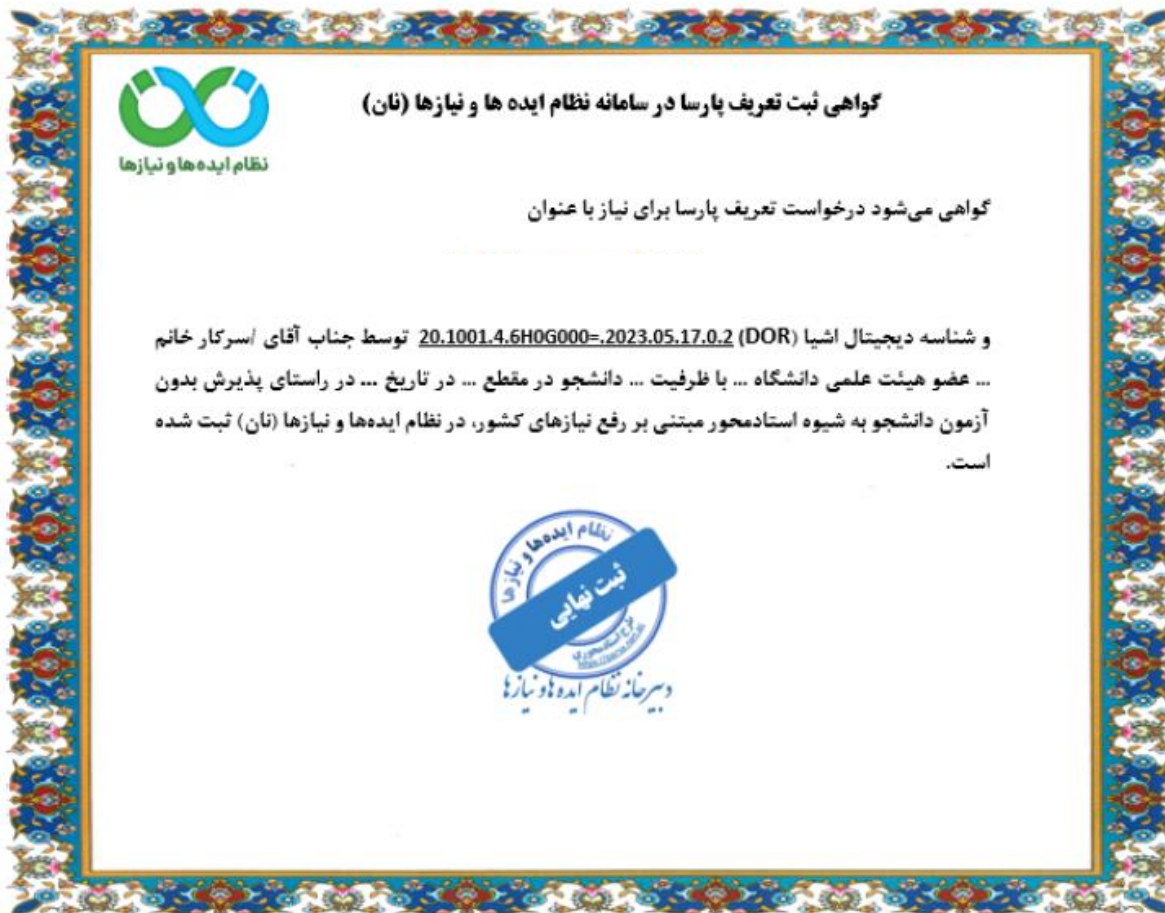 گواهی ثبت تعریف پارسا در سامانه نظام ایده ها و نیازها (نان)
نظام ایده‌ها و نیازها
گواهی می‌شود درخواست تعریف پارسا برای نیاز با عنوان
و شناسه دیجیتال اشیا (DOR) 20.1001.4.6H0G000=.2023.05.17.0.2 توسط جناب آقای /سرکار خانم
... عضو هیئت علمی دانشگاه ... با ظرفیت ... دانشجو در مقطع ... در تاریخ ... در راستای پذیرش بدون
آزمون دانشجو به شیوه استادمحور مبتنی بر رفع نیازهای کشور، در نظام ایده‌ها و نیازها (نان) ثبت شده
است.
نظام ایده‌ها و نیازها
ثبت نهایی
طرح استادمحوری
دبیرخانه نظام ایده ها و نیازها